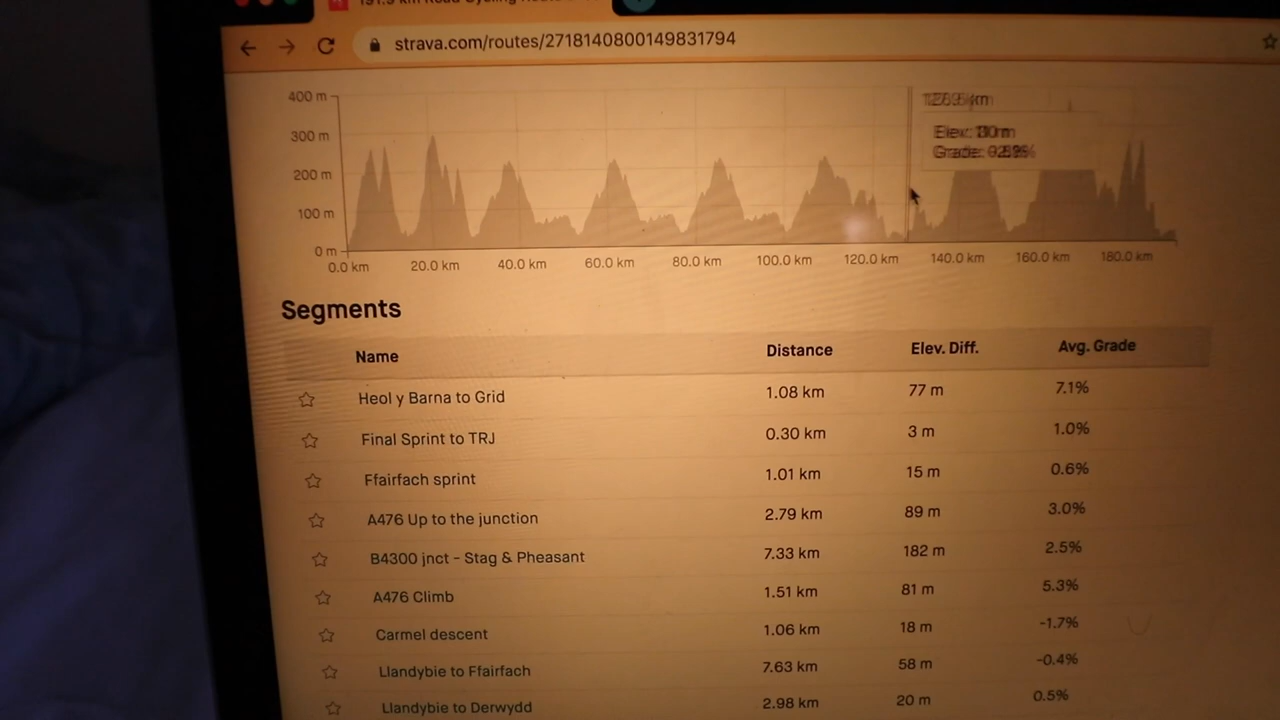 strava.com/routes/2718140800149831794
400 m
300 m
200 m
100 m
0 m
0.0 km 20.0 km 40.0 km 60.0 km 80.0 km 100.0 km 120.0 km 140.0 km 160.0 km 180.0 km
Segments
Name Distance Elev. Diff. Avg. Grade
Heol y Barna to Grid 1.08 km 77 m 7.1%
Final Sprint to TRJ 0.30 km 3 m 1.0%
Ffairfach sprint 1.01 km 15 m 0.6%
A476 Up to the junction 2.79 km 89 m 3.0%
B4300 jnct - Stag & Pheasant 7.33 km 182 m 2.5%
A476 Climb 1.51 km 81 m 5.3%
Carmel descent 1.06 km 18 m -1.7%
Llandybie to Ffairfach 7.63 km 58 m -0.4%
Llandybie to Derwydd 2.98 km 20 m 0.5%